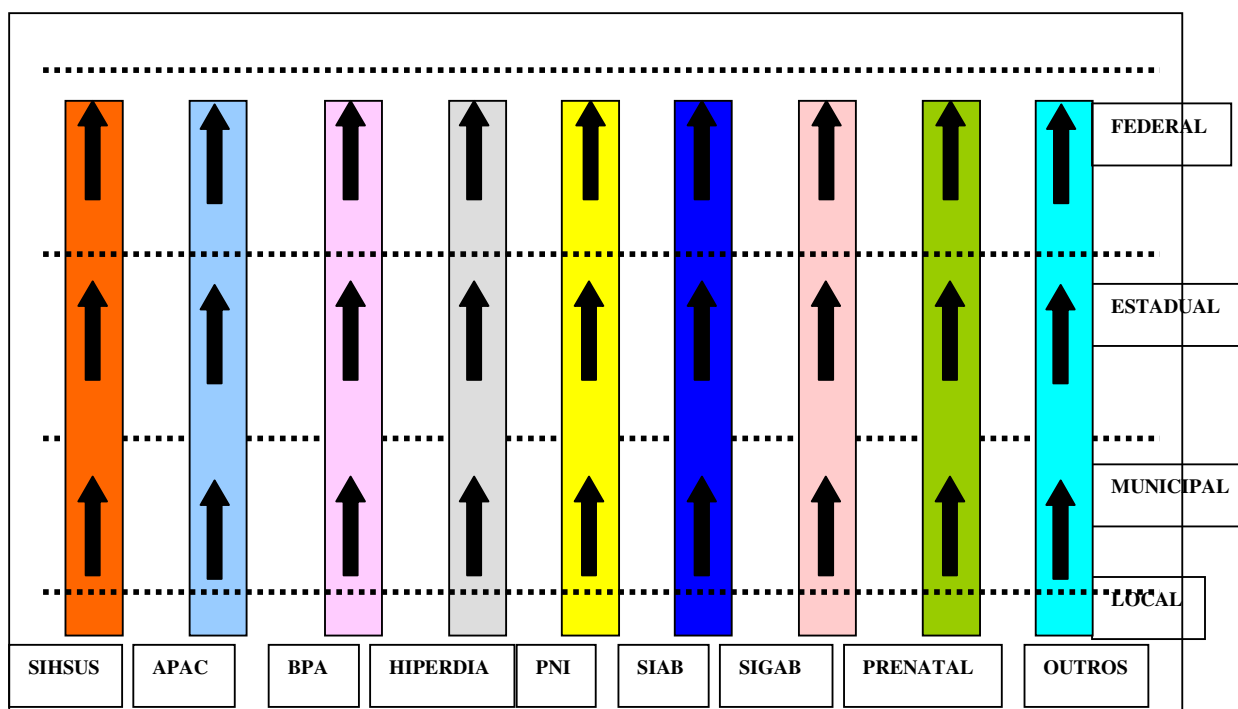 FEDERAL
ESTADUAL
MUNICIPAL
LOCAL
SIHSUS
APAC
BPA
HIPERDIA
PNI
SIAB
SIGAB
PRENATAL
OUTROS